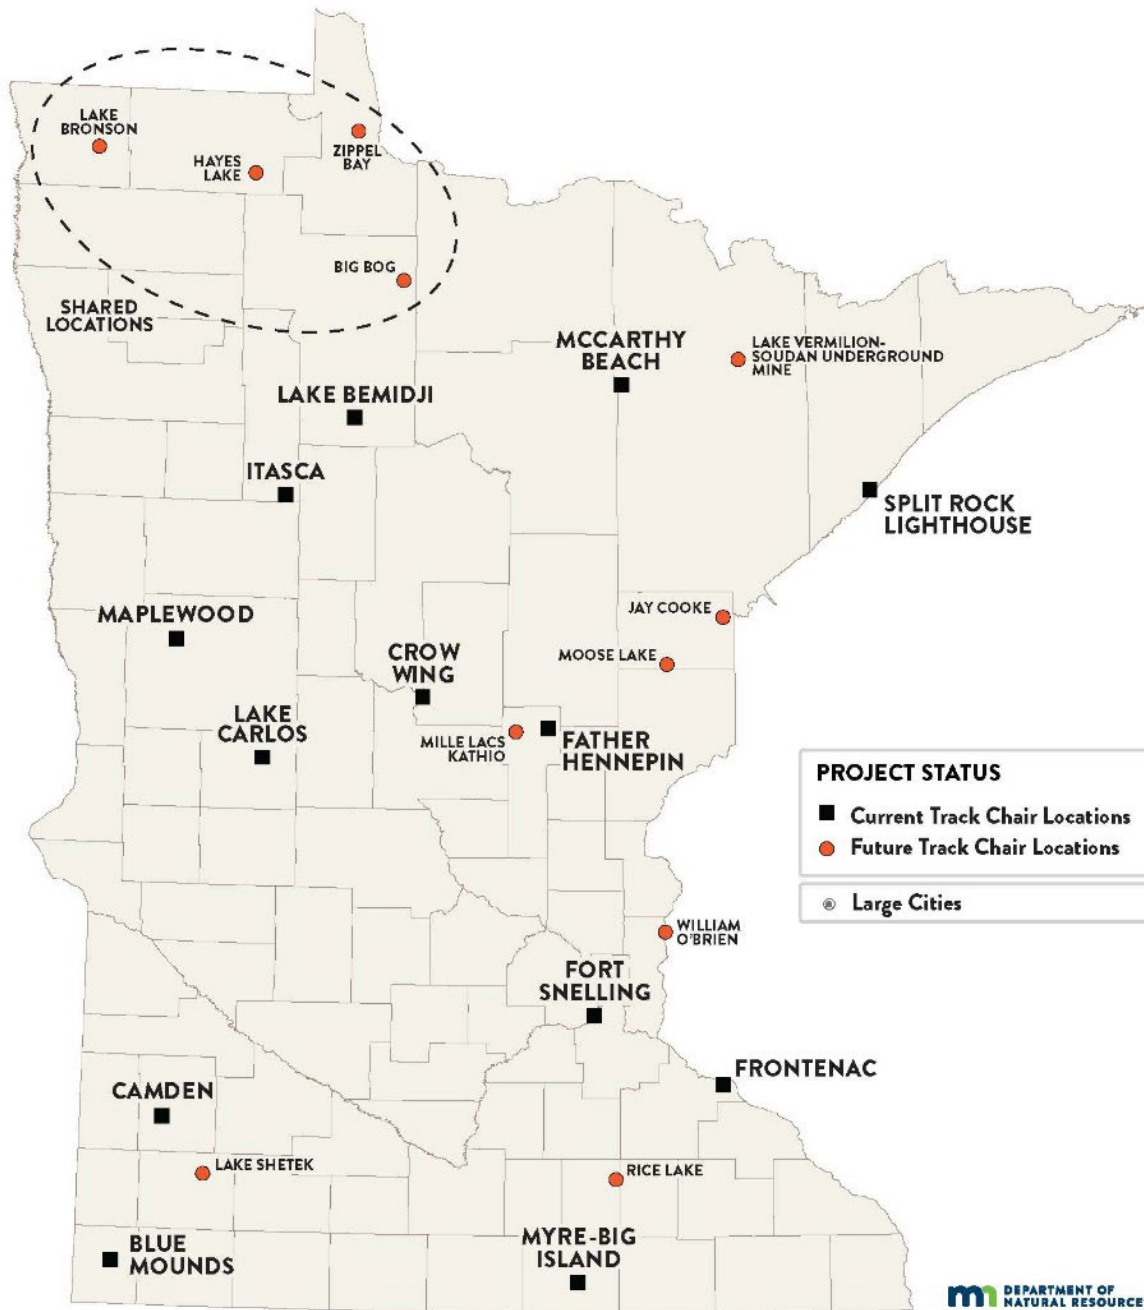 LAKE
BRONSON
HAYES
LAKE
ZIPPEL
BAY
BIG BOG
SHARED
LOCATIONS
MCCARTHY
BEACH
LAKE VERMILION-
SOUDAN UNDERGROUND
MINE
LAKE BEMIDJI
ITASCA
SPLIT ROCK
LIGHTHOUSE
MAPLEWOOD
JAY COOKE
CROW
WING
MOOSE LAKE
LAKE
CARLOS
MILLE LACS
KATHIO
FATHER
HENNEPIN
PROJECT STATUS
Current Track Chair Locations
Future Track Chair Locations
Large Cities
WILLIAM
O'BRIEN
FORT
SNELLING
FRONTENAC
CAMDEN
LAKE SHETEK
RICE LAKE
BLUE
MOUNDS
MYRE-BIG
ISLAND
mn DEPARTMENT OF
NATURAL RESOURCE